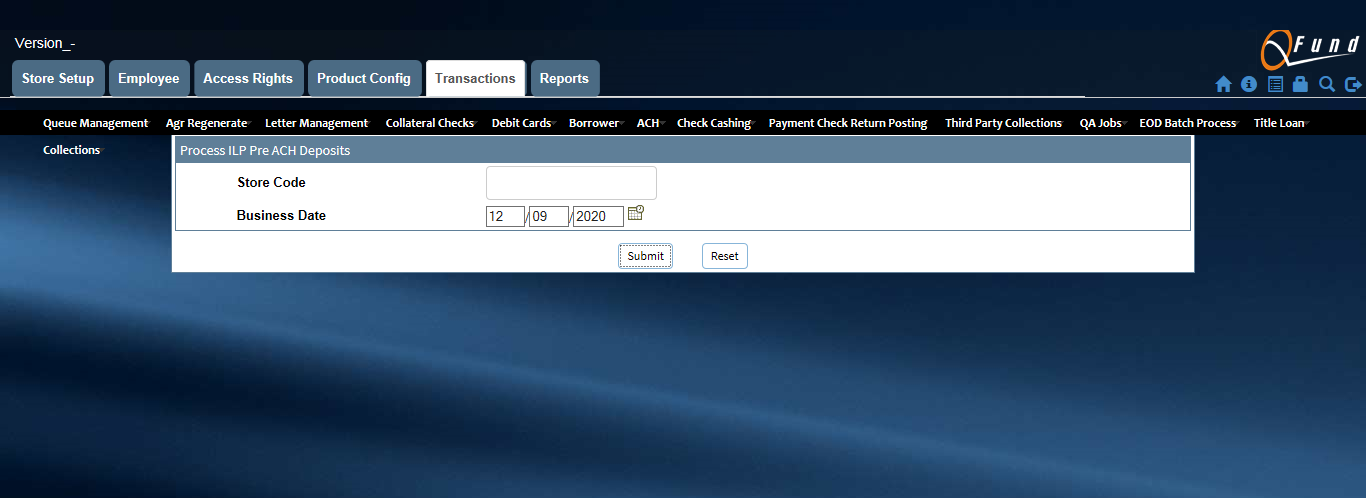 Version_-
QFund
Store Setup Employee Access Rights Product Config Transactions Reports
Queue Management Agr Regenerate Letter Management Collateral Checks Debit Cards Borrower ACH Check Cashing Payment Check Return Posting Third Party Collections QA Jobs EOD Batch Process Title Loan
Collections
Process ILP Pre ACH Deposits
Store Code
Business Date 12 / 09 / 2020
Submit Reset